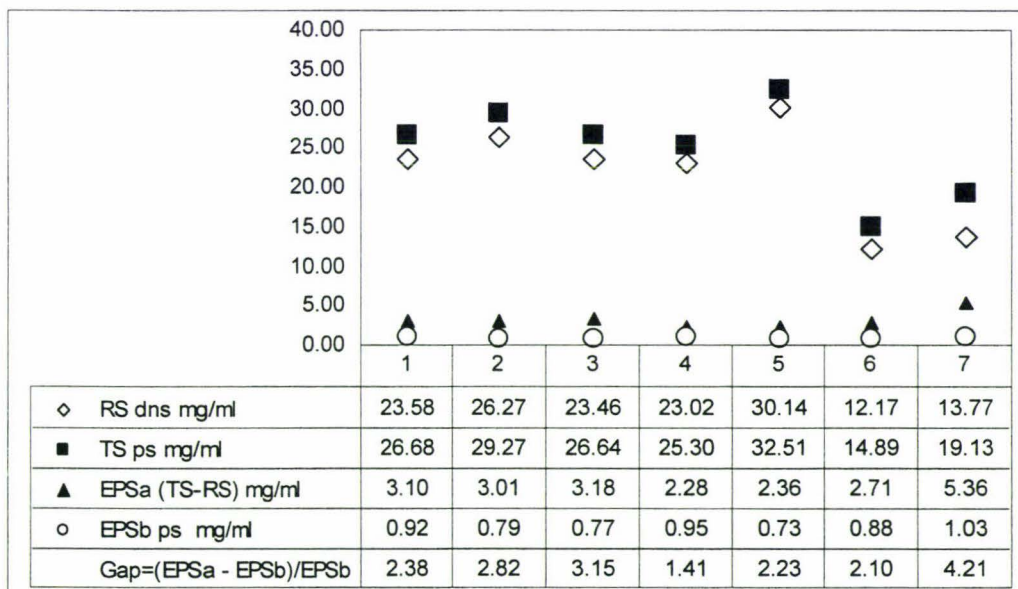 40.00
35.00
30.00
25.00
20.00
15.00
10.00
5.00
0.00
1 2 3 4 5 6 7
RS dns mg/ml 23.58 26.27 23.46 23.02 30.14 12.17 13.77
TS ps mg/ml 26.68 29.27 26.64 25.30 32.51 14.89 19.13
EPSa (TS-RS) mg/ml 3.10 3.01 3.18 2.28 2.36 2.71 5.36
EPSb ps mg/ml 0.92 0.79 0.77 0.95 0.73 0.88 1.03
Gap=(EPSa - EPSb)/EPSb 2.38 2.82 3.15 1.41 2.23 2.10 4.21